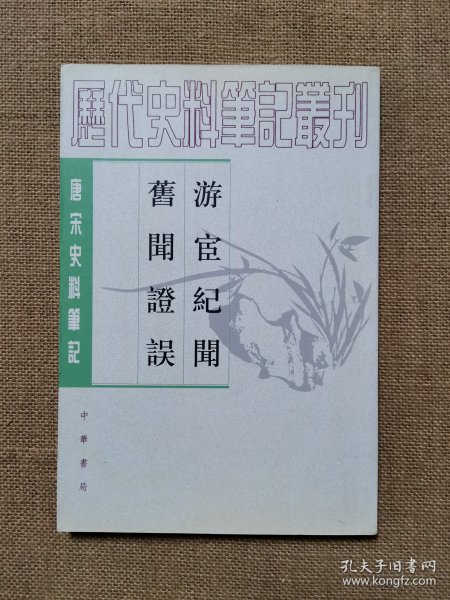 歷代史料筆記叢刊
唐宋史料筆記
游宦紀聞
舊聞證誤
中華書局
孔夫子旧书网
www.kongfz.com